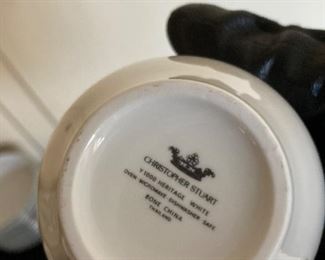 CHRISTOPHER STUART
Y1000 HERITAGE WHITE
OVEN MICROWAVE DISHWASHER SAFE
BONE CHINA
THAILAND